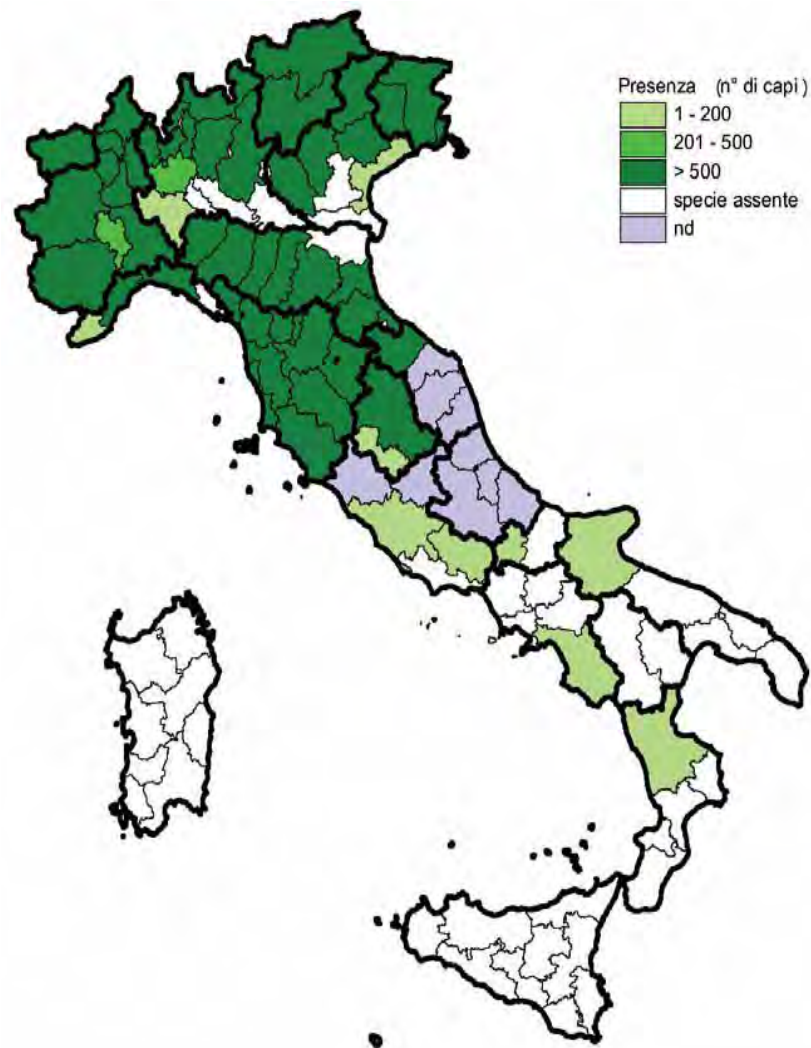 Presenza (n° di capi )
1 - 200
201 - 500
> 500
specie assente
nd